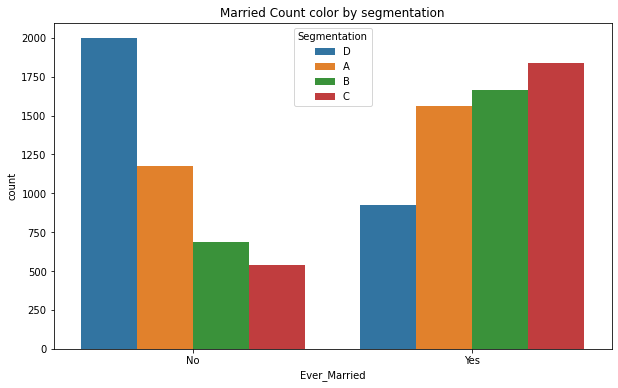 Married Count color by segmentation
Segmentation
D
A
B
C
2000
1750
1500
1250
1000
750
500
250
0
count
No
Yes
Ever_Married